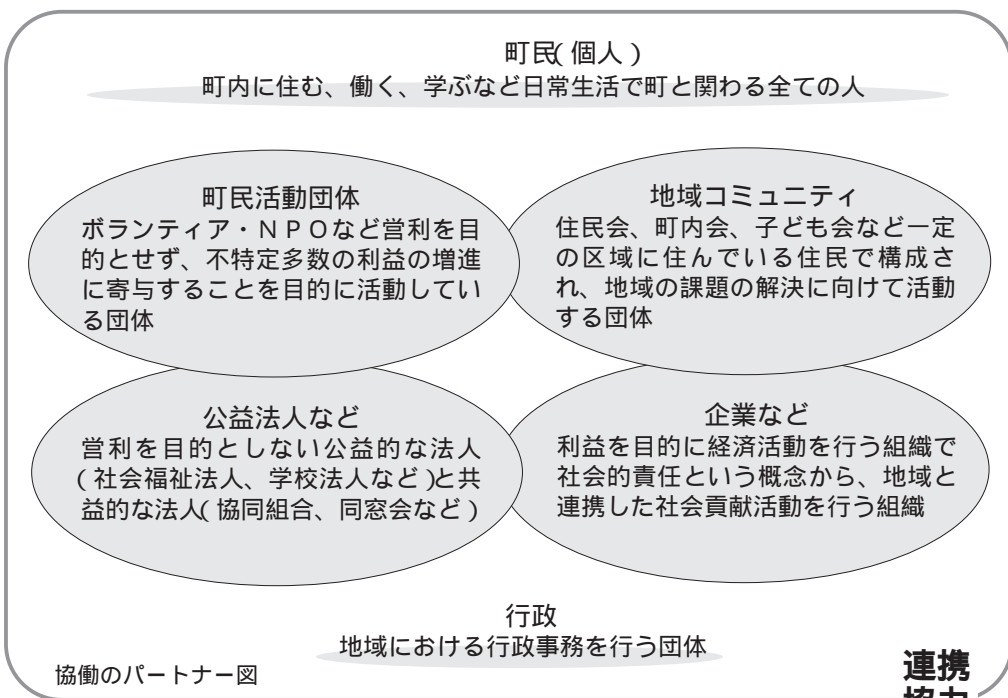 町民（個人）
町内に住む、働く、学ぶなど日常生活で町と関わる全ての人
町民活動団体
ボランティア・ＮＰＯなど営利を目
的とせず、不特定多数の利益の増進
に寄与することを目的に活動してい
る団体
地域コミュニティ
住民会、町内会、子ども会など一定
の区域に住んでいる住民で構成さ
れ、地域の課題の解決に向けて活動
する団体
公益法人など
営利を目的としない公益的な法人
（社会福祉法人、学校法人など）と共
益的な法人（協同組合、同窓会など）
企業など
利益を目的に経済活動を行う組織で
社会的責任という概念から、地域と
連携した社会貢献活動を行う組織
行政
地域における行政事務を行う団体
協働のパートナー図
連携
協力